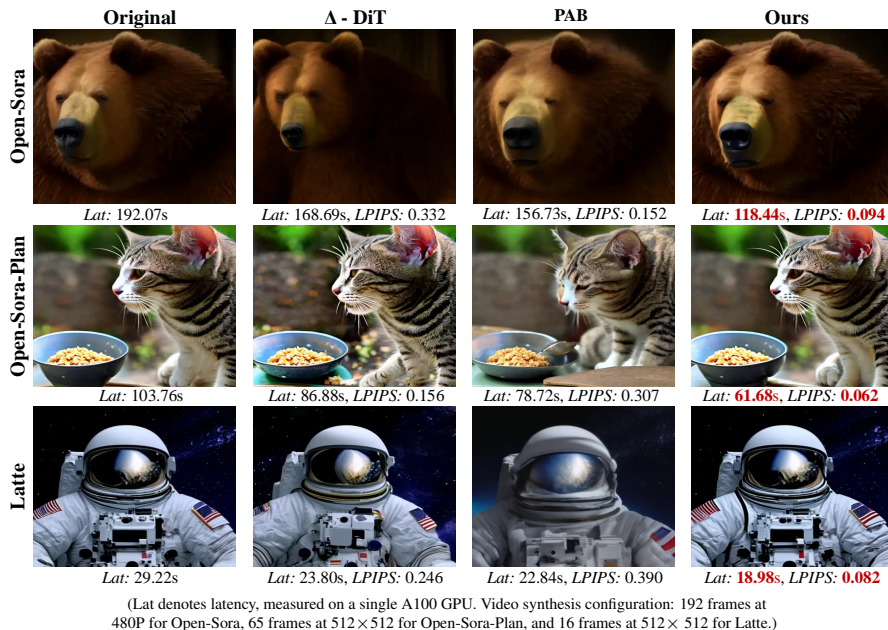 Original Δ - DiT PAB Ours
Open-Sora
Lat: 192.07s Lat: 168.69s, LPIPS: 0.332 Lat: 156.73s, LPIPS: 0.152 Lat: 118.44s, LPIPS: 0.094
Open-Sora-Plan
Lat: 103.76s Lat: 86.88s, LPIPS: 0.156 Lat: 78.72s, LPIPS: 0.307 Lat: 61.68s, LPIPS: 0.062
Latte
Lat: 29.22s Lat: 23.80s, LPIPS: 0.246 Lat: 22.84s, LPIPS: 0.390 Lat: 18.98s, LPIPS: 0.082
(Lat denotes latency, measured on a single A100 GPU. Video synthesis configuration: 192 frames at
480P for Open-Sora, 65 frames at 512×512 for Open-Sora-Plan, and 16 frames at 512× 512 for Latte.)